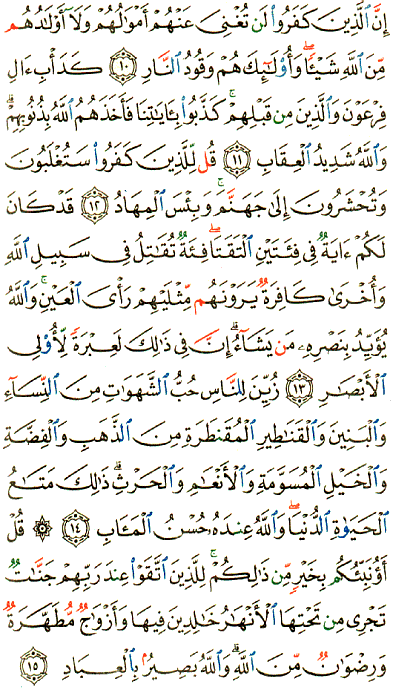 إِنَّ ٱلَّذِينَ كَفَرُوا۟ لَن تُغْنِىَ عَنْهُمْ أَمْوَٰلُهُمْ وَلَآ أَوْلَـٰدُهُم
مِّنَ ٱللَّهِ شَيْـًٔا ۖ وَأُو۟لَـٰٓئِكَ هُمْ وَقُودُ ٱلنَّارِ ١٠ كَدَأْبِ ءَالِ
فِرْعَوْنَ وَٱلَّذِينَ مِن قَبْلِهِمْ ۚ كَذَّبُوا۟ بِـَٔايَـٰتِنَا فَأَخَذَهُمُ ٱللَّهُ بِذُنُوبِهِمْ ۗ
وَٱللَّهُ شَدِيدُ ٱلْعِقَابِ ١١ قُل لِّلَّذِينَ كَفَرُوا۟ سَتُغْلَبُونَ
وَتُحْشَرُونَ إِلَىٰ جَهَنَّمَ ۚ وَبِئْسَ ٱلْمِهَادُ ١٢ قَدْ كَانَ
لَكُمْ ءَايَةٌ فِى فِئَتَيْنِ ٱلْتَقَتَا ۖ فِئَةٌ تُقَـٰتِلُ فِى سَبِيلِ ٱللَّهِ
وَأُخْرَىٰ كَافِرَةٌ يَرَوْنَهُم مِّثْلَيْهِمْ رَأْىَ ٱلْعَيْنِ ۚ وَٱللَّهُ
يُؤَيِّدُ بِنَصْرِهِۦ مَن يَشَآءُ ۗ إِنَّ فِى ذَٰلِكَ لَعِبْرَةً لِّأُو۟لِى
ٱلْأَبْصَـٰرِ ١٣ زُيِّنَ لِلنَّاسِ حُبُّ ٱلشَّهَوَٰتِ مِنَ ٱلنِّسَآءِ
وَٱلْبَنِينَ وَٱلْقَنَـٰطِيرِ ٱلْمُقَنطَرَةِ مِنَ ٱلذَّهَبِ وَٱلْفِضَّةِ
وَٱلْخَيْلِ ٱلْمُسَوَّمَةِ وَٱلْأَنْعَـٰمِ وَٱلْحَرْثِ ۗ ذَٰلِكَ مَتَـٰعُ
ٱلْحَيَوٰةِ ٱلدُّنْيَا ۖ وَٱللَّهُ عِندَهُۥ حُسْنُ ٱلْمَـَٔابِ ١٤ ۞ قُلْ
أَؤُنَبِّئُكُم بِخَيْرٍ مِّن ذَٰلِكُمْ ۚ لِلَّذِينَ ٱتَّقَوْا۟ عِندَ رَبِّهِمْ جَنَّـٰتٌ
تَجْرِى مِن تَحْتِهَا ٱلْأَنْهَـٰرُ خَـٰلِدِينَ فِيهَا وَأَزْوَٰجٌ مُّطَهَّرَةٌ
وَرِضْوَٰنٌ مِّنَ ٱللَّهِ ۗ وَٱللَّهُ بَصِيرٌۢ بِٱلْعِبَادِ ١٥